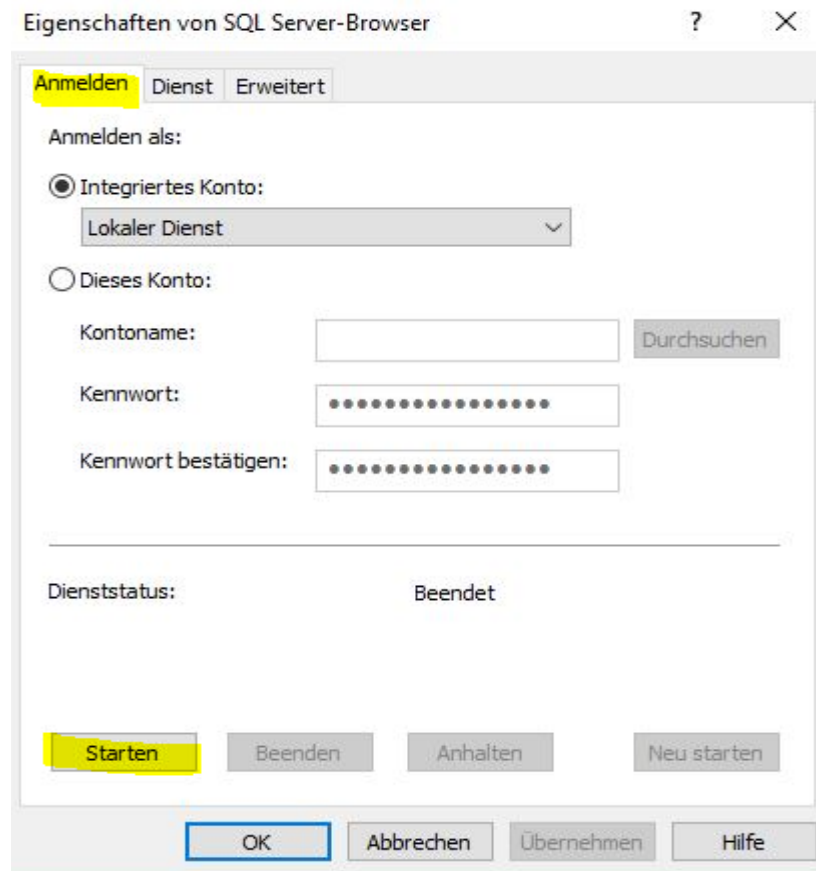 Eigenschaften von SQL Server-Browser ?
Anmelden Dienst Erweitert
Anmelden als:
Integriertes Konto:
Lokaler Dienst
Dieses Konto:
Kontoname: Durchsuchen
Kennwort: ●●●●●●●●●●●●●●●●
Kennwort bestätigen: ●●●●●●●●●●●●●●●●
Dienststatus: Beendet
Starten Beenden Anhalten Neu starten
OK Abbrechen Übernehmen Hilfe